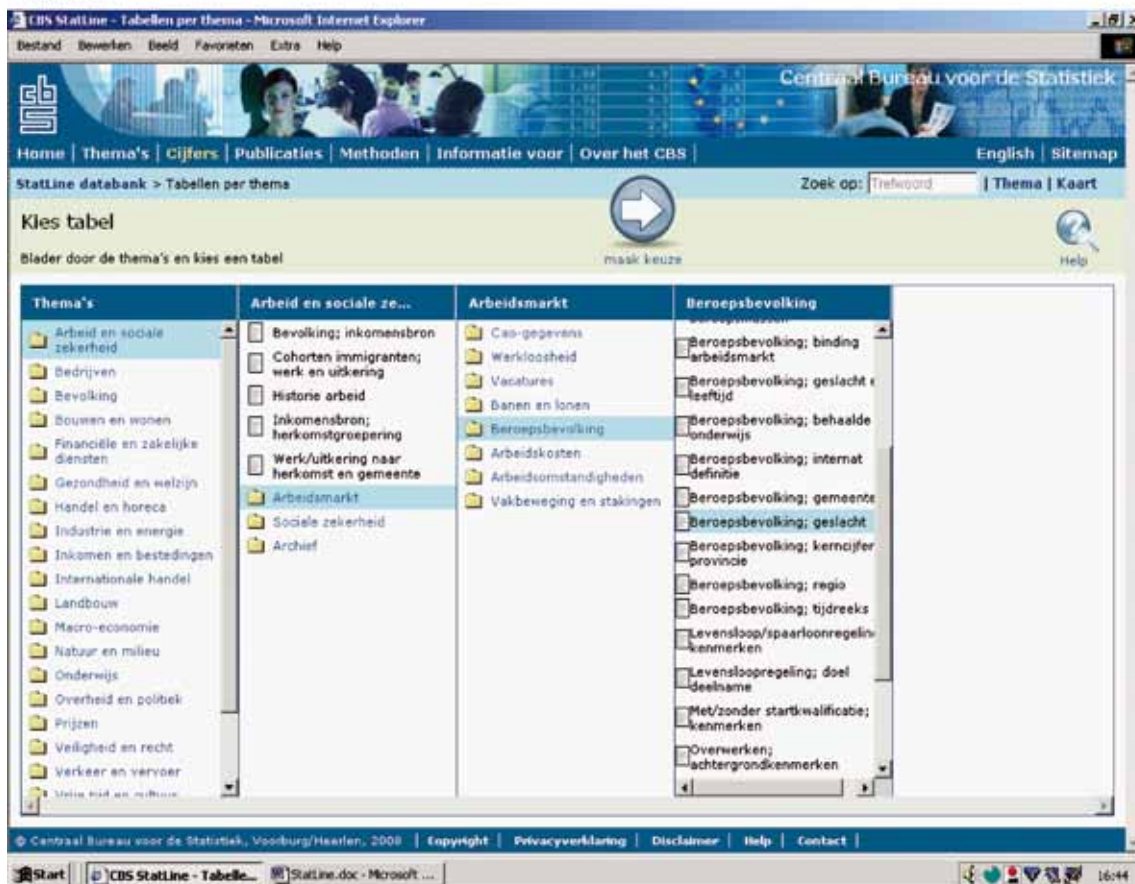 CBS StatLine - Tabellen per thema - Microsoft Internet Explorer
Bestand Bewerken Beeld Favorieten Extra Help
Centraal Bureau voor de Statistiek
Home | Thema's | Cijfers | Publicaties | Methoden | Informatie voor | Over het CBS |
English | Sitemap
StatLine databank > Tabellen per thema
Zoek op: Trefwoord | Thema | Kaart
Kies tabel
Blader door de thema's en kies een tabel
maak keuze
Help
Thema's
Arbeid en sociale
zekerheid
Bedrijven
Bevolking
Bouwen en wonen
Financiële en zakelijke
diensten
Gezondheid en welzijn
Handel en horeca
Industrie en energie
Inkomen en bestedingen
Internationale handel
Landbouw
Macro-economie
Natuur en milieu
Onderwijs
Overheid en politiek
Prijzen
Veiligheid en recht
Verkeer en vervoer
Vrije tijd en cultuur
Arbeid en sociale ze...
Bevolking; inkomensbron
Cohorten immigranten;
werk en uitkering
Historie arbeid
Inkomensbron;
herkomstgroepering
Werk/uitkering naar
herkomst en gemeente
Arbeidsmarkt
Sociale zekerheid
Archief
Arbeidsmarkt
Cao-gegevens
Werkloosheid
Vacatures
Banen en lonen
Beroepsbevolking
Arbeidskosten
Arbeidsomstandigheden
Vakbeweging en stakingen
Beroepsbevolking
Beroepsbevolking; binding
arbeidsmarkt
Beroepsbevolking; geslacht e
leeftijd
Beroepsbevolking; behaalde
onderwijs
Beroepsbevolking; internat
definitie
Beroepsbevolking; gemeente
Beroepsbevolking; geslacht
Beroepsbevolking; kerncijfer
provincie
Beroepsbevolking; regio
Beroepsbevolking; tijdreeks
Levensloop/spaarloonregelin
kenmerken
Levensloopregeling; doel
deelname
Met/zonder startkwalificatie;
kenmerken
Overwerken;
achtergrondkenmerken
© Centraal Bureau voor de Statistiek, Voorburg/Heerlen, 2008 | Copyright | Privacyverklaring | Disclaimer | Help | Contact |
Start CBS StatLine - Tabelle... StatLine.doc - Microsoft ... 16:44